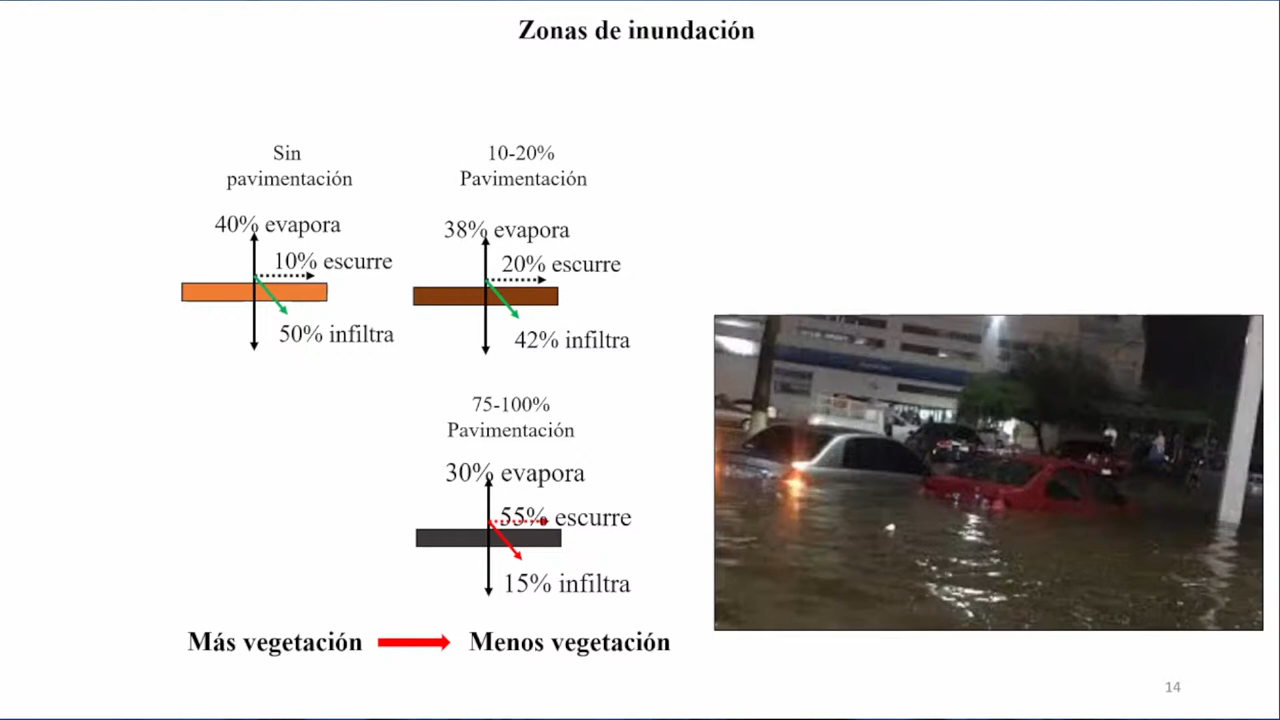 Zonas de inundación
Sin
pavimentación
40% evapora
10% escurre
50% infiltra
10-20%
Pavimentación
38% evapora
20% escurre
42% infiltra
75-100%
Pavimentación
30% evapora
55% escurre
15% infiltra
Más vegetación
Menos vegetación
14